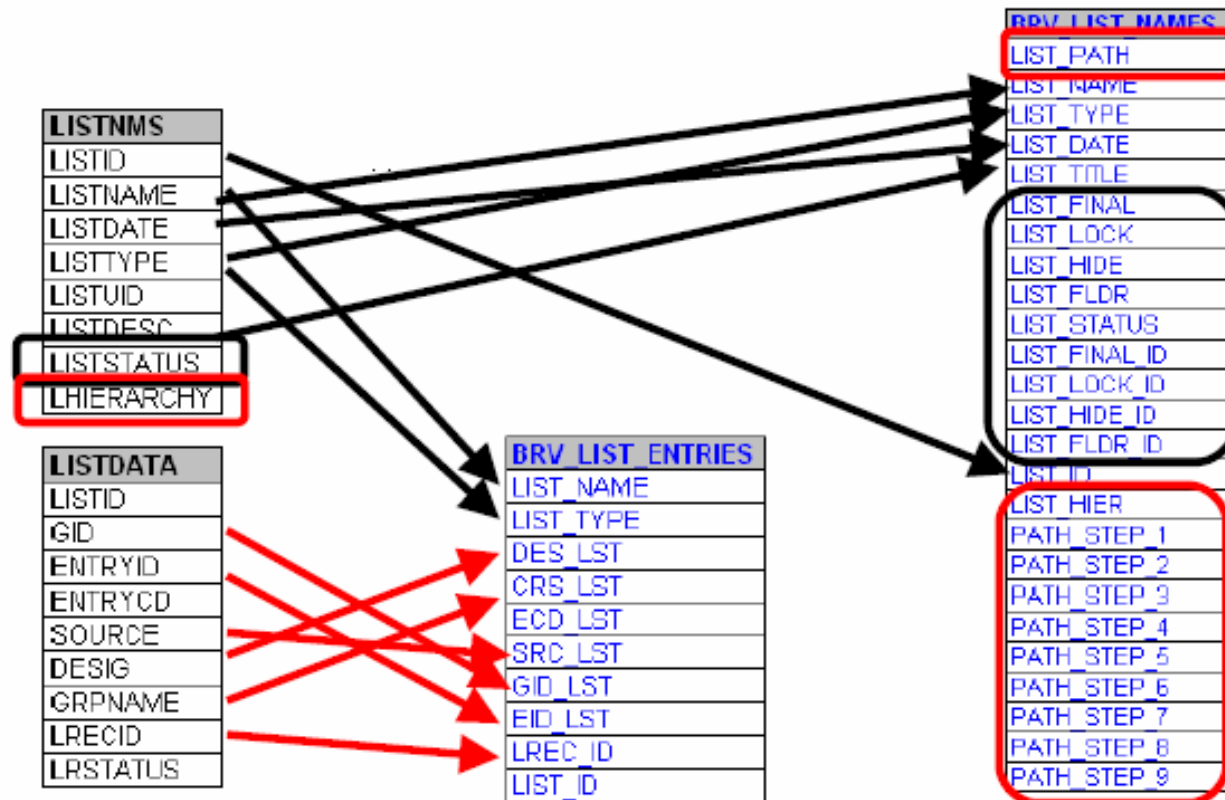 LISTNMS
LISTID
LISTNAME
LISTDATE
LISTTYPE
LISTUID
LISTDESC
LISTSTATUS
LHIERARCHY
LISTDATA
LISTID
GID
ENTRYID
ENTRYCD
SOURCE
DESIG
GRPNAME
LRECID
LRSTATUS
BRV_LIST_ENTRIES
LIST_NAME
LIST_TYPE
DES_LST
CRS_LST
ECD_LST
SRC_LST
GID_LST
EID_LST
LREC_ID
LIST_ID
BRV_LIST_NAMES
LIST_PATH
LIST_NAME
LIST_TYPE
LIST_DATE
LIST_TITLE
LIST_FINAL
LIST_LOCK
LIST_HIDE
LIST_FLDR
LIST_STATUS
LIST_FINAL_ID
LIST_LOCK_ID
LIST_HIDE_ID
LIST_FLDR_ID
LIST_ID
LIST_HIER
PATH_STEP_1
PATH_STEP_2
PATH_STEP_3
PATH_STEP_4
PATH_STEP_5
PATH_STEP_6
PATH_STEP_7
PATH_STEP_8
PATH_STEP_9